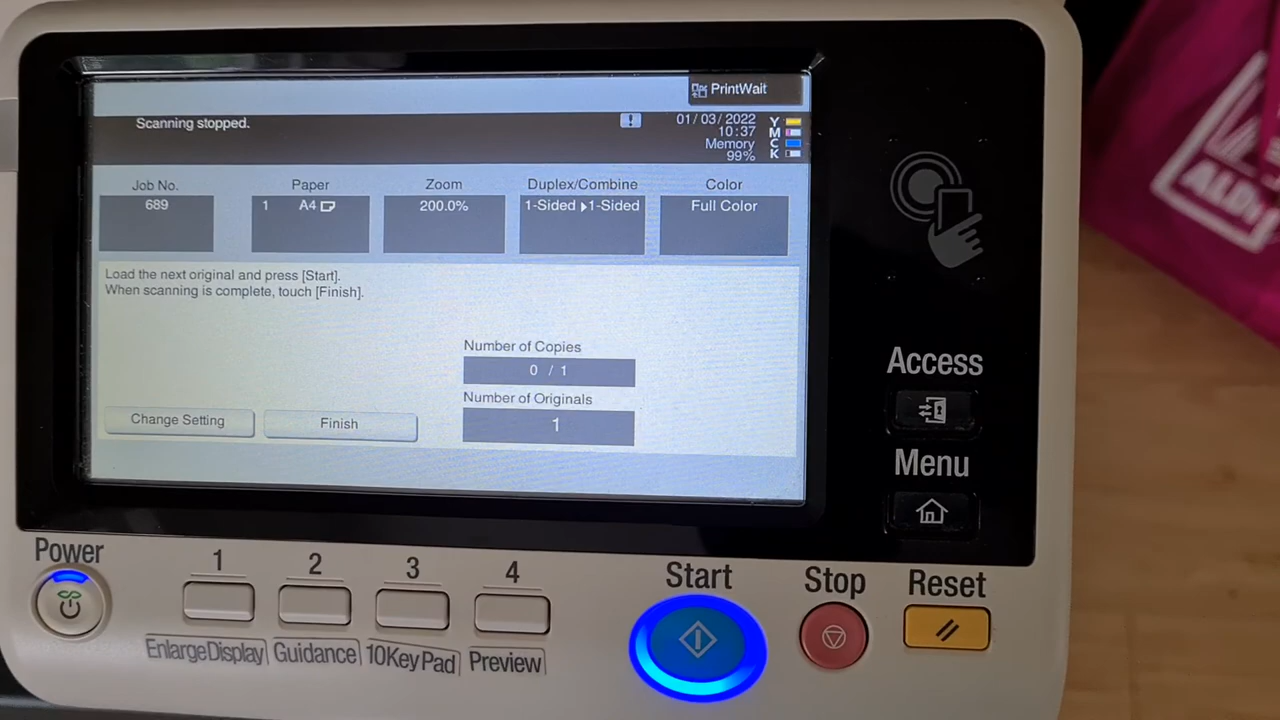 PrintWait
Scanning stopped.
!
01/03/2022
10:37
Memory
99%
Y
M
C
K
Job No.
Paper
Zoom
Duplex/Combine
Color
689
1 A4
200.0%
1-Sided 1-Sided
Full Color
Load the next original and press [Start].
When scanning is complete, touch [Finish].
Number of Copies
0 / 1
Number of Originals
1
Change Setting
Finish
ALDI
Access
Menu
Power
1
2
3
4
Start
Stop
Reset
EnlargeDisplay
Guidance
10KeyPad
Preview